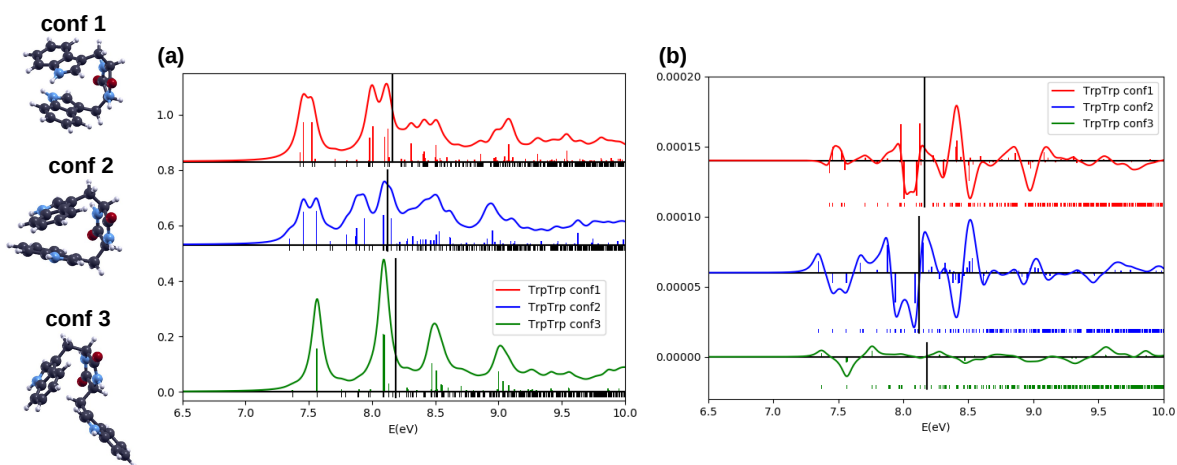 conf 1
conf 2
conf 3
(a)
1.0
0.8
0.6
0.4
0.2
0.0
TrpTrp conf1
TrpTrp conf2
TrpTrp conf3
6.5 7.0 7.5 8.0 8.5 9.0 9.5 10.0
E(eV)
(b)
0.00020
0.00015
0.00010
0.00005
0.00000
TrpTrp conf1
TrpTrp conf2
TrpTrp conf3
6.5 7.0 7.5 8.0 8.5 9.0 9.5 10.0
E(eV)